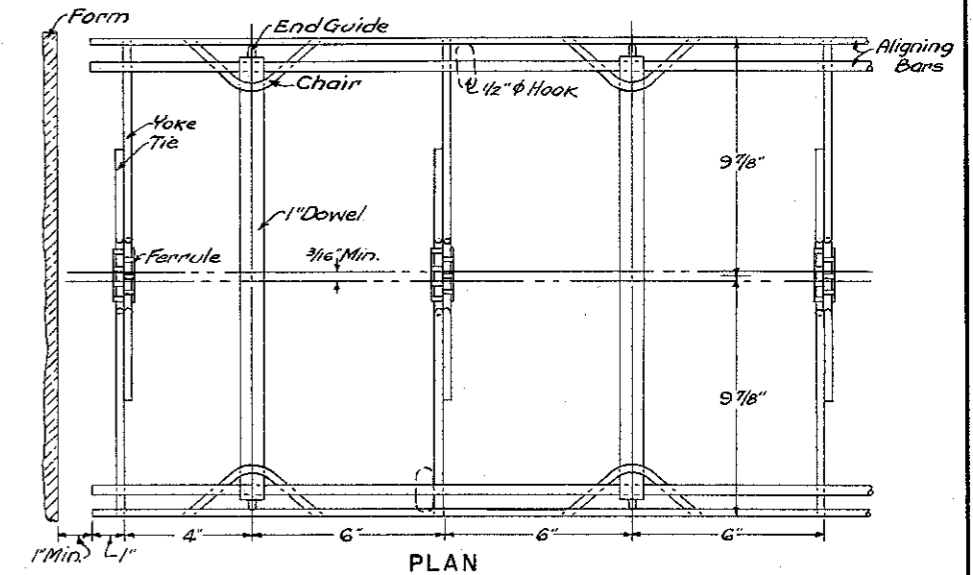 Form
End Guide
Aligning
Bars
Chair
℄ 1/2" φ Hook
Yoke
Tie
9 7/8"
1" Dowel
3/16" Min.
Ferrule
9 7/8"
1" Min.
1"
4"
6"
6"
6"
PLAN